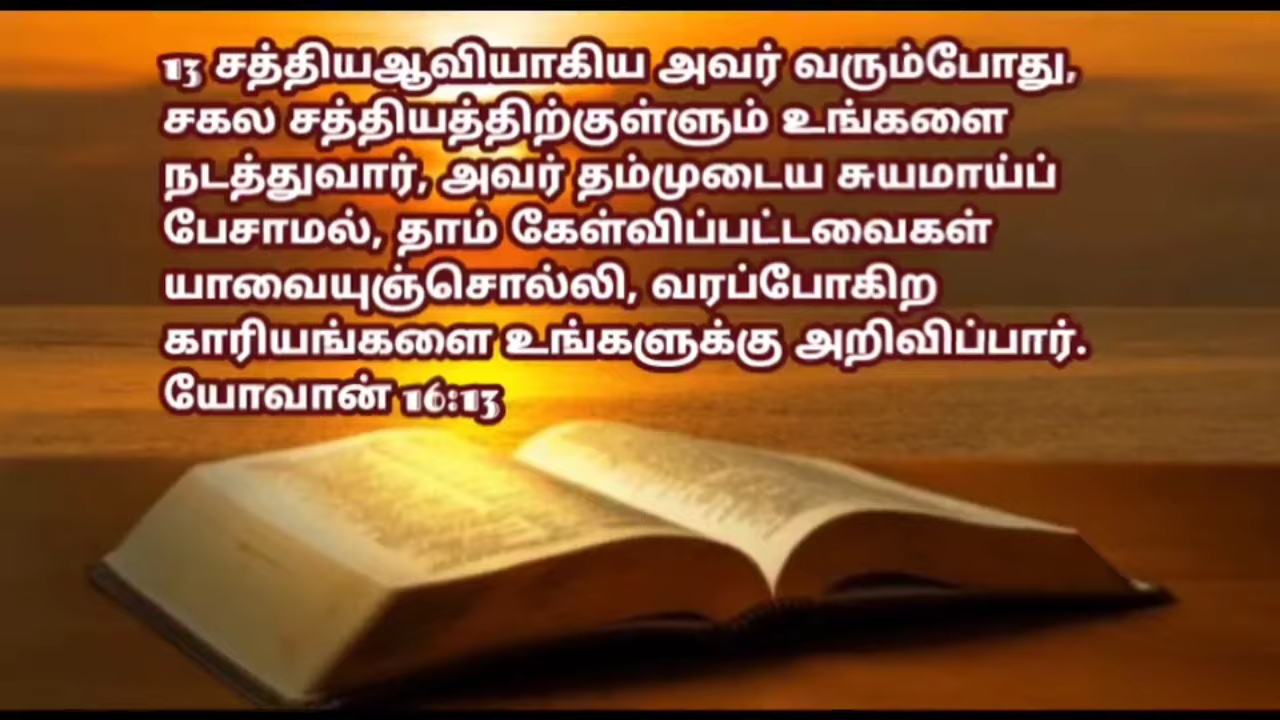 13 சத்தியஆவியாகிய அவர் வரும்போது,
சகல சத்தியத்திற்குள்ளும் உங்களை
நடத்துவார், அவர் தம்முடைய சுயமாய்ப்
பேசாமல், தாம் கேள்விப்பட்டவைகள்
யாவையுஞ்சொல்லி, வரப்போகிற
காரியங்களை உங்களுக்கு அறிவிப்பார்.
யோவான் 16:13